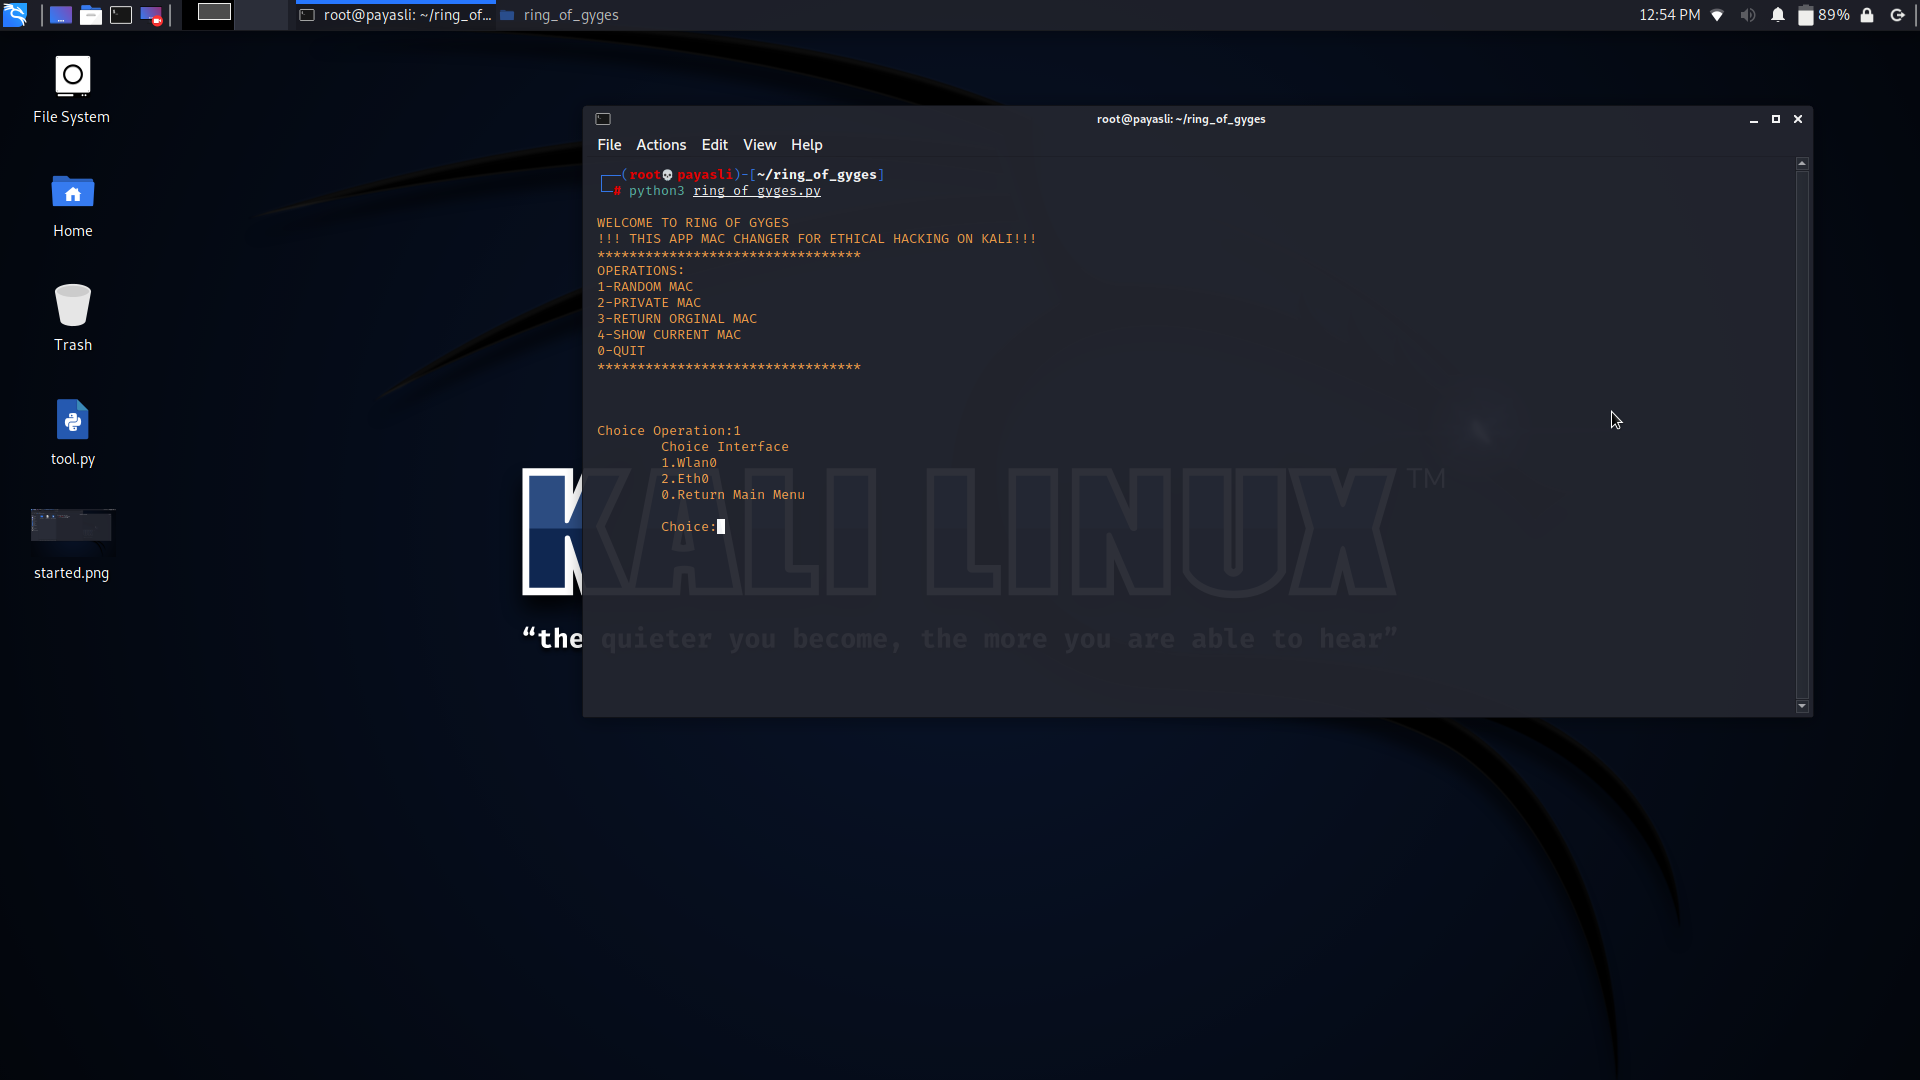 root@payasli: ~/ring_of...
ring_of_gyges
12:54 PM
89%
File System
Home
Trash
tool.py
started.png
root@payasli: ~/ring_of_gyges
File Actions Edit View Help
(root💀payasli)-[~/ring_of_gyges]
# python3 ring_of_gyges.py
WELCOME TO RING OF GYGES
!!! THIS APP MAC CHANGER FOR ETHICAL HACKING ON KALI!!!
*********************************
OPERATIONS:
1-RANDOM MAC
2-PRIVATE MAC
3-RETURN ORGINAL MAC
4-SHOW CURRENT MAC
0-QUIT
*********************************
Choice Operation:1
Choice Interface
1.Wlan0
2.Eth0
0.Return Main Menu
Choice:
KALI LINUX TM
“the quieter you become, the more you are able to hear”